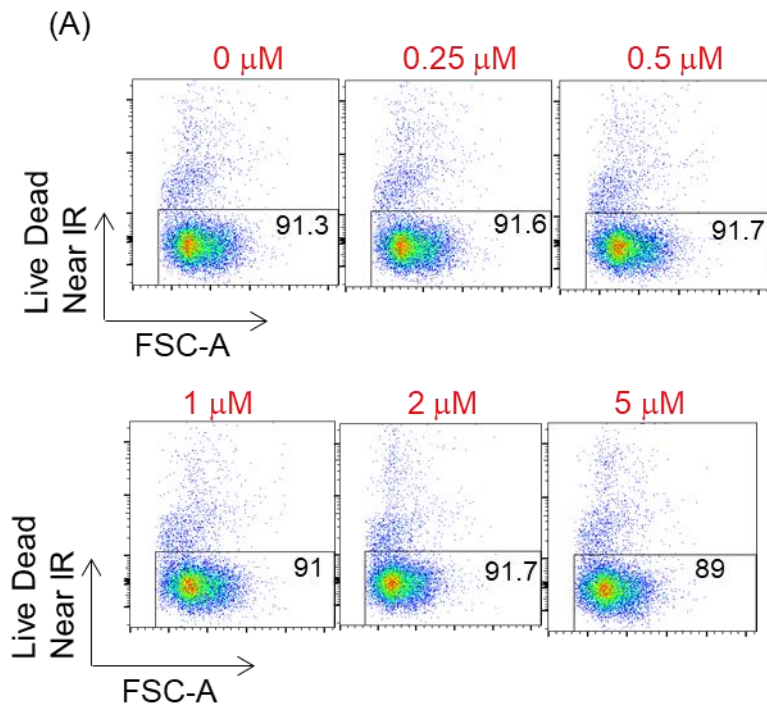 (A)
0 μM 0.25 μM 0.5 μM
91.3 91.6 91.7
Live Dead
Near IR
FSC-A
1 μM 2 μM 5 μM
91 91.7 89
Live Dead
Near IR
FSC-A